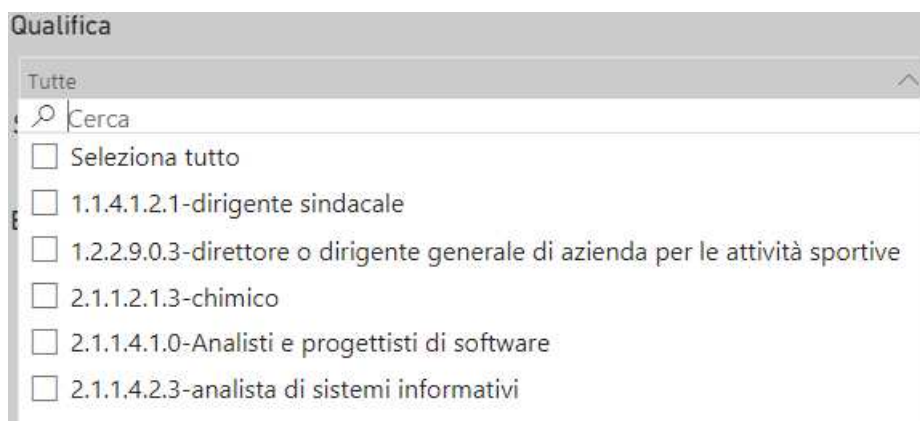 Qualifica
Tutte
Cerca
Seleziona tutto
1.1.4.1.2.1-dirigente sindacale
1.2.2.9.0.3-direttore o dirigente generale di azienda per le attività sportive
2.1.1.2.1.3-chimico
2.1.1.4.1.0-Analisti e progettisti di software
2.1.1.4.2.3-analista di sistemi informativi